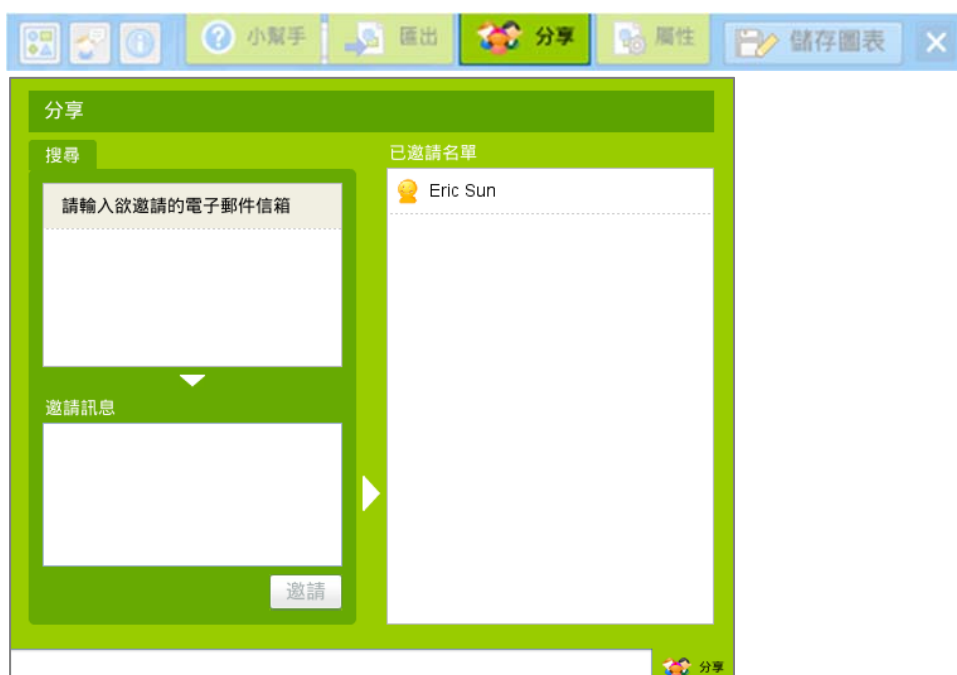 小幫手
匯出
分享
屬性
儲存圖表
分享
搜尋
已邀請名單
請輸入欲邀請的電子郵件信箱
Eric Sun
邀請訊息
邀請
分享